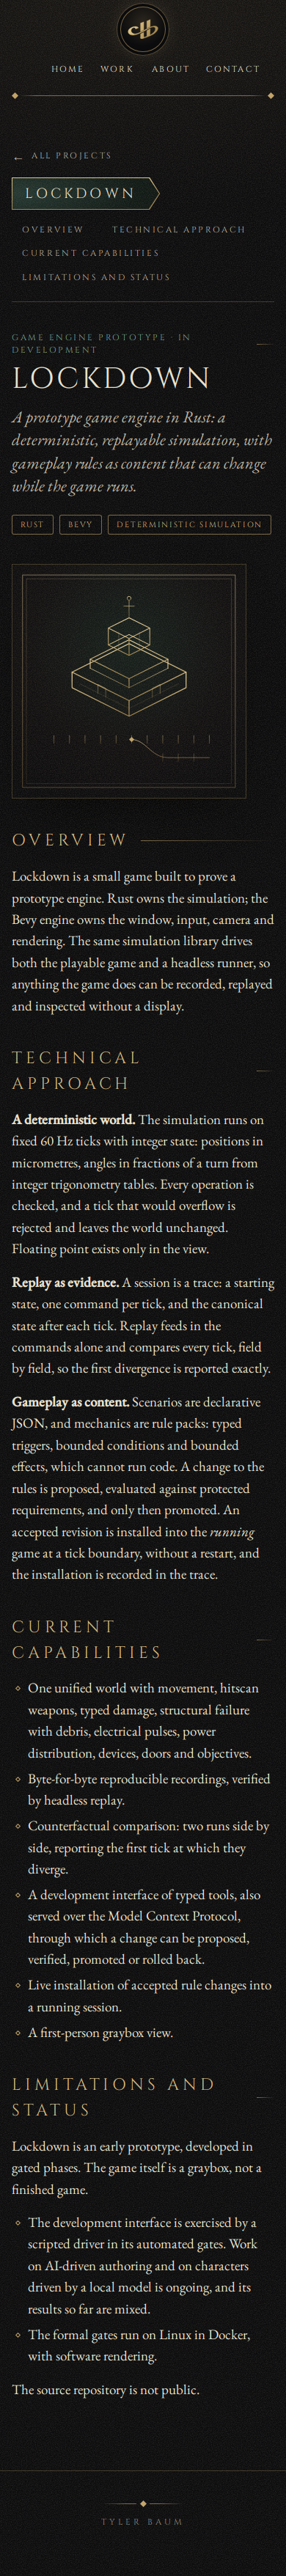 HOME WORK ABOUT CONTACT
← ALL PROJECTS
LOCKDOWN
OVERVIEW TECHNICAL APPROACH
CURRENT CAPABILITIES
LIMITATIONS AND STATUS
GAME ENGINE PROTOTYPE · IN
DEVELOPMENT
LOCKDOWN
A prototype game engine in Rust: a
deterministic, replayable simulation, with
gameplay rules as content that can change
while the game runs.
RUST BEVY DETERMINISTIC SIMULATION
OVERVIEW
Lockdown is a small game built to prove a
prototype engine. Rust owns the simulation; the
Bevy engine owns the window, input, camera and
rendering. The same simulation library drives
both the playable game and a headless runner, so
anything the game does can be recorded, replayed
and inspected without a display.
TECHNICAL
APPROACH
A deterministic world. The simulation runs on
fixed 60 Hz ticks with integer state: positions in
micrometres, angles in fractions of a turn from
integer trigonometry tables. Every operation is
checked, and a tick that would overflow is
rejected and leaves the world unchanged.
Floating point exists only in the view.
Replay as evidence. A session is a trace: a starting
state, one command per tick, and the canonical
state after each tick. Replay feeds in the
commands alone and compares every tick, field
by field, so the first divergence is reported exactly.
Gameplay as content. Scenarios are declarative
JSON, and mechanics are rule packs: typed
triggers, bounded conditions and bounded
effects, which cannot run code. A change to the
rules is proposed, evaluated against protected
requirements, and only then promoted. An
accepted revision is installed into the running
game at a tick boundary, without a restart, and
the installation is recorded in the trace.
CURRENT
CAPABILITIES
One unified world with movement, hitscan
weapons, typed damage, structural failure
with debris, electrical pulses, power
distribution, devices, doors and objectives.
Byte-for-byte reproducible recordings, verified
by headless replay.
Counterfactual comparison: two runs side by
side, reporting the first tick at which they
diverge.
A development interface of typed tools, also
served over the Model Context Protocol,
through which a change can be proposed,
verified, promoted or rolled back.
Live installation of accepted rule changes into
a running session.
A first-person graybox view.
LIMITATIONS AND
STATUS
Lockdown is an early prototype, developed in
gated phases. The game itself is a graybox, not a
finished game.
The development interface is exercised by a
scripted driver in its automated gates. Work
on AI-driven authoring and on characters
driven by a local model is ongoing, and its
results so far are mixed.
The formal gates run on Linux in Docker,
with software rendering.
The source repository is not public.
TYLER BAUM